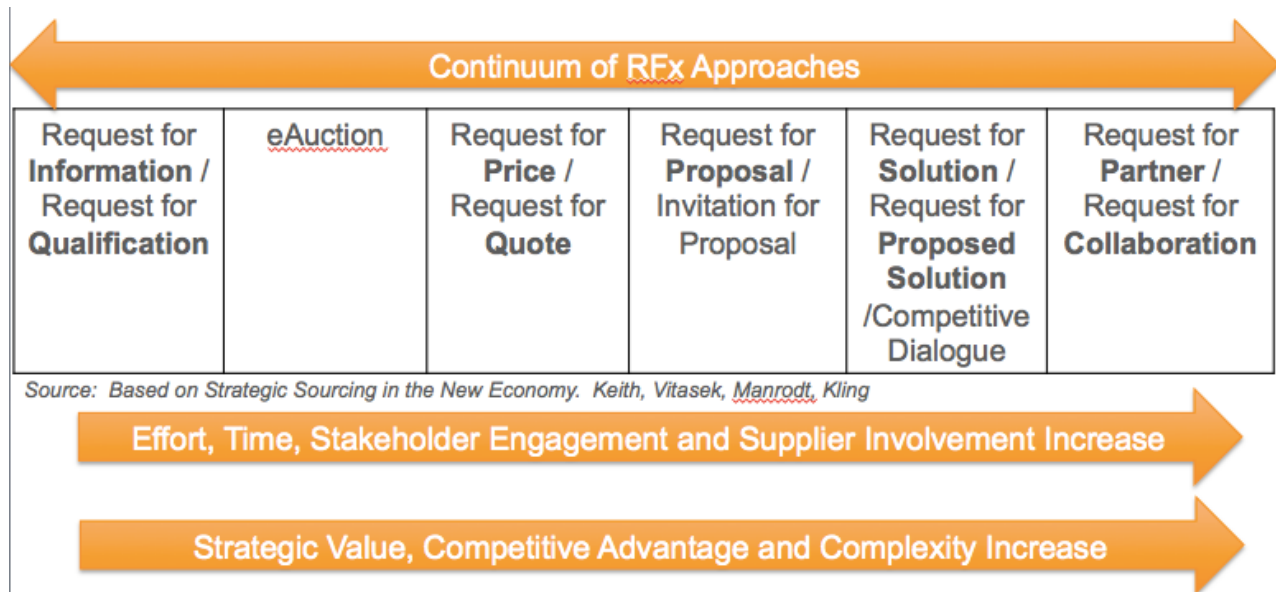 Continuum of RFx Approaches
Request for
Information /
Request for
Qualification
eAuction
Request for
Price /
Request for
Quote
Request for
Proposal /
Invitation for
Proposal
Request for
Solution /
Request for
Proposed
Solution
/Competitive
Dialogue
Request for
Partner /
Request for
Collaboration
Source: Based on Strategic Sourcing in the New Economy. Keith, Vitasek, Manrodt, Kling
Effort, Time, Stakeholder Engagement and Supplier Involvement Increase
Strategic Value, Competitive Advantage and Complexity Increase